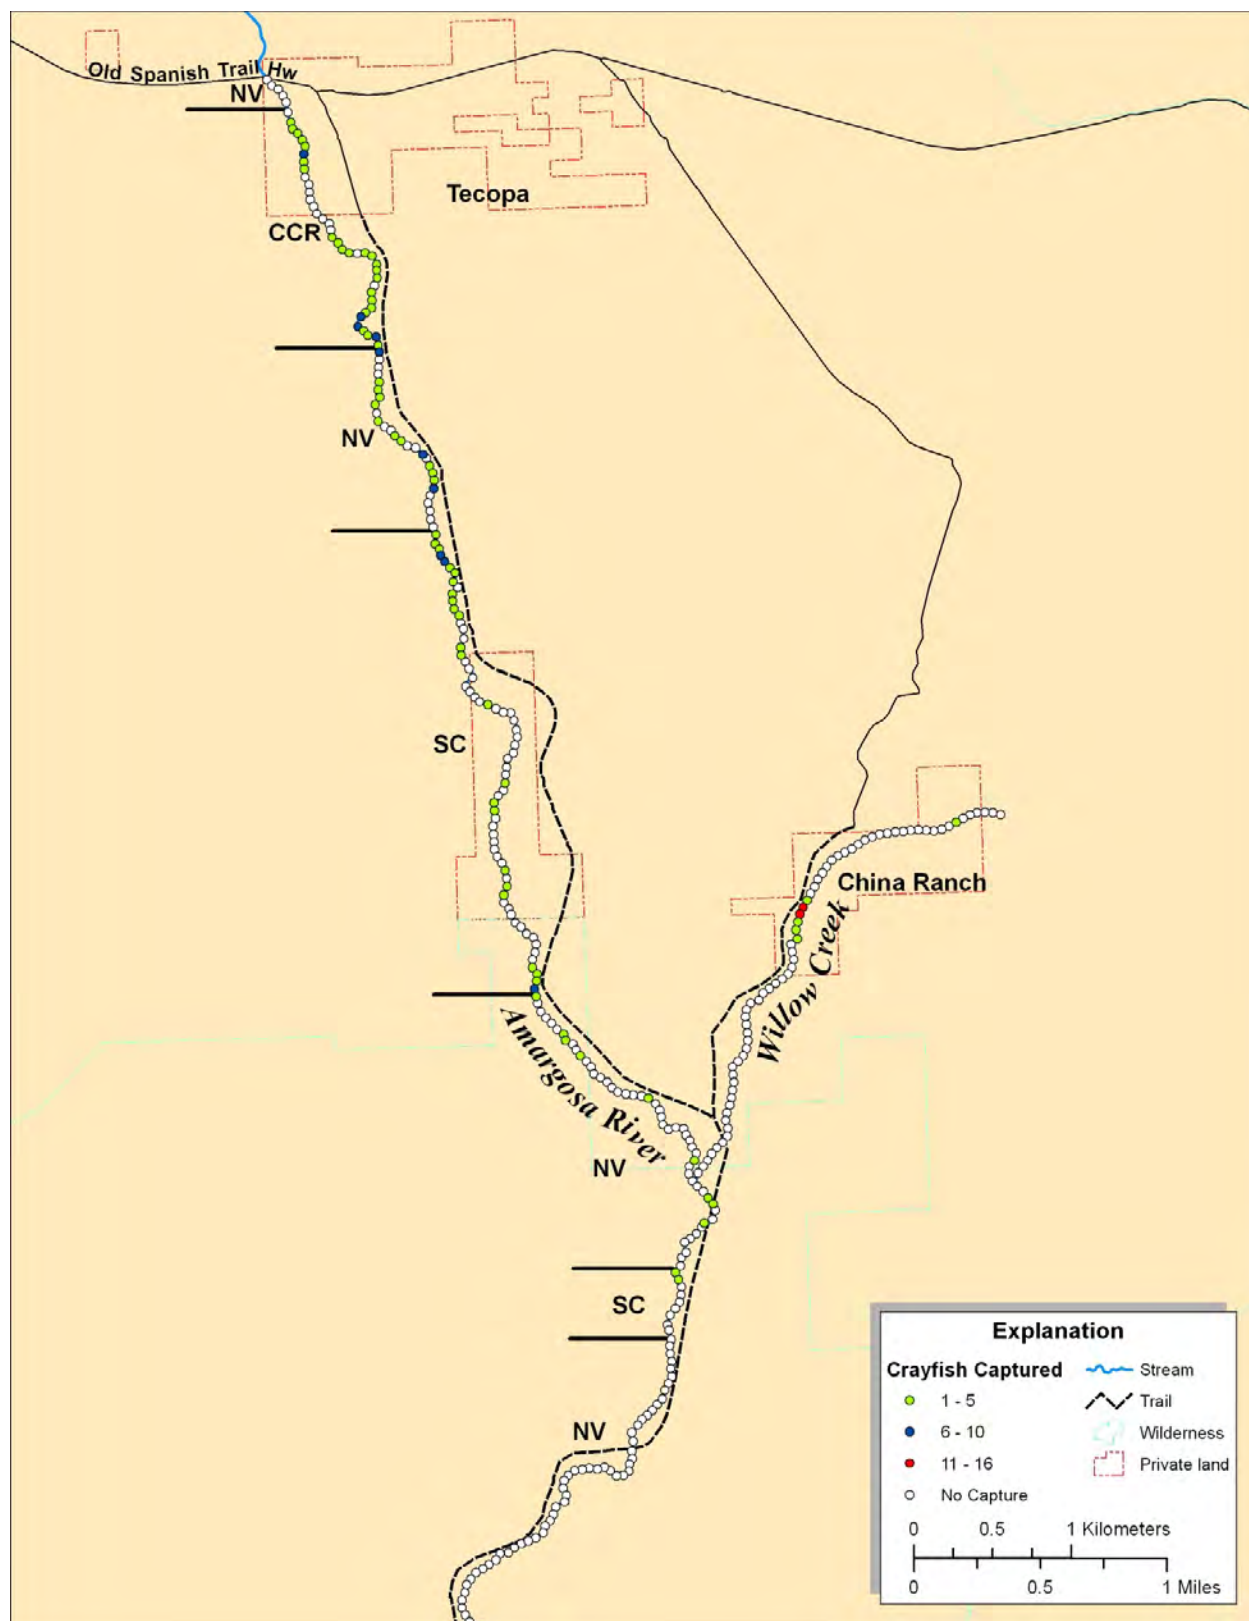 Old Spanish Trail Hw
NV
Tecopa
CCR
NV
SC
China Ranch
Willow Creek
Amargosa River
NV
SC
NV
Explanation
Crayfish Captured
1 - 5
6 - 10
11 - 16
No Capture
Stream
Trail
Wilderness
Private land
0 0.5 1 Kilometers
0 0.5 1 Miles